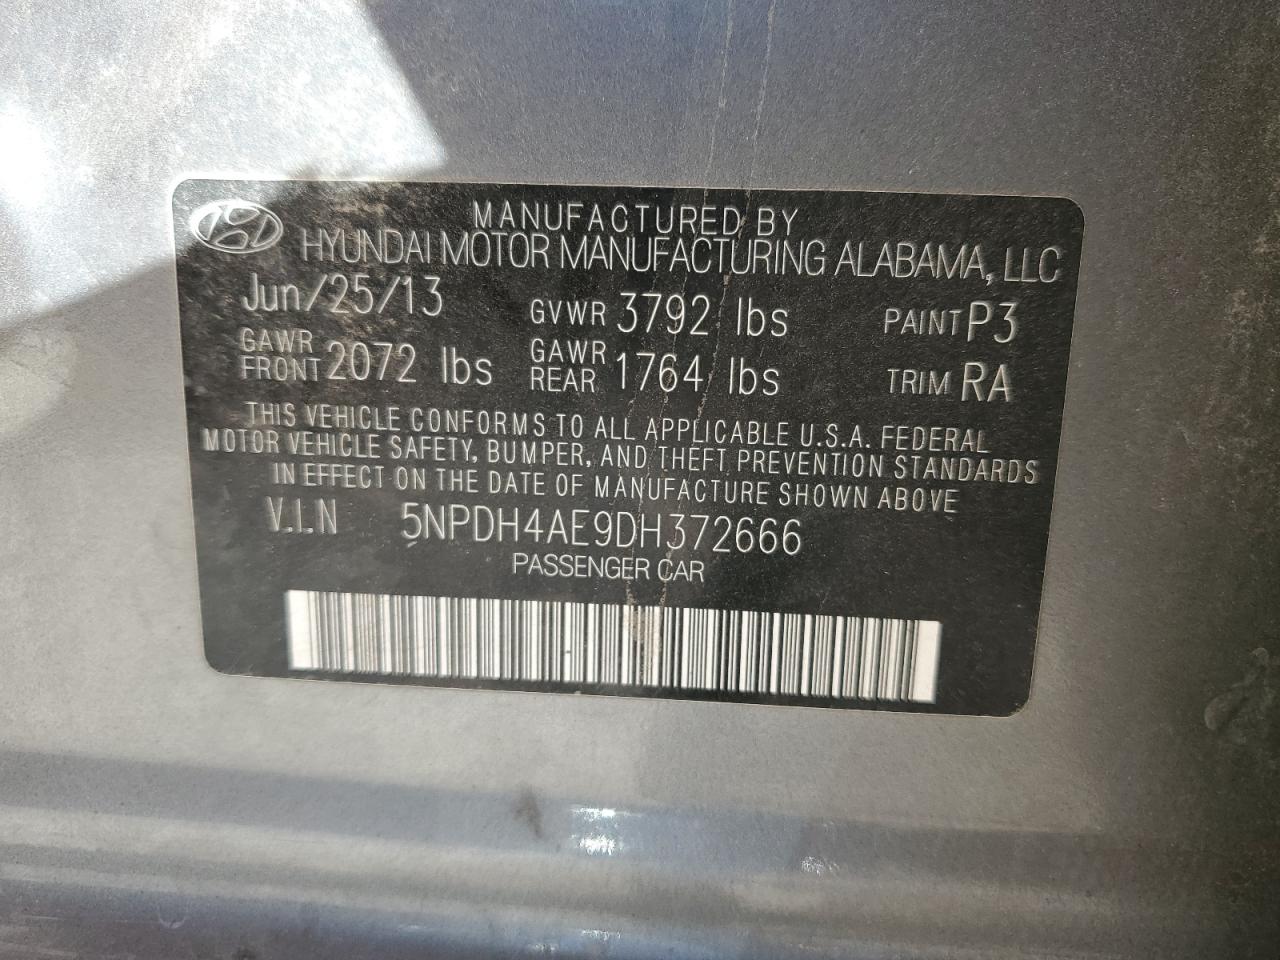 MANUFACTURED BY
HYUNDAI MOTOR MANUFACTURING ALABAMA, LLC
Jun/25/13 GVWR 3792 lbs PAINT P3
GAWR FRONT 2072 lbs GAWR REAR 1764 lbs TRIM RA
THIS VEHICLE CONFORMS TO ALL APPLICABLE U.S.A. FEDERAL
MOTOR VEHICLE SAFETY, BUMPER, AND THEFT PREVENTION STANDARDS
IN EFFECT ON THE DATE OF MANUFACTURE SHOWN ABOVE
V.I.N 5NPDH4AE9DH372666
PASSENGER CAR